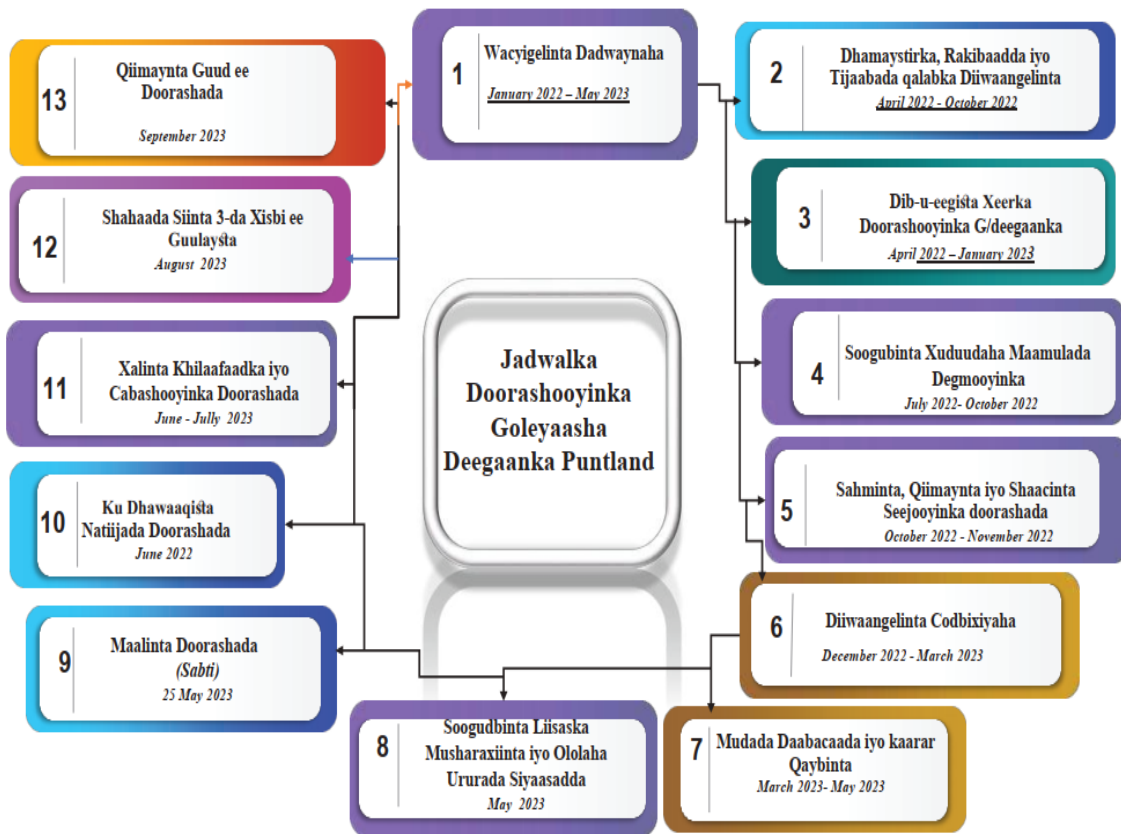 Jadwalka
Doorashooyinka
Goleyaasha
Deegaanka Puntland
1
Wacyigelinta Dadwaynaha
January 2022 – May 2023
2
Dhamaystirka, Rakibaadda iyo
Tijaabada qalabka Diiwaangelinta
April 2022 - October 2022
3
Dib-u-eegista Xeerka
Doorashooyinka G/deegaanka
April 2022 – January 2023
4
Soogubinta Xuduudaha Maamulada
Degmooyinka
July 2022- October 2022
5
Sahminta, Qiimaynta iyo Shaacinta
Seejooyinka doorashada
October 2022 - November 2022
6
Diiwaangelinta Codbixiyaha
December 2022 - March 2023
7
Mudada Daabacaada iyo kaarar
Qaybinta
March 2023- May 2023
8
Soogudbinta Liisaska
Musharaxiinta iyo Ololaha
Ururada Siyaasadda
May 2023
9
Maalinta Doorashada
(Sabti)
25 May 2023
10
Ku Dhawaaqista
Natiijada Doorashada
June 2022
11
Xalinta Khilaafaadka iyo
Cabashooyinka Doorashada
June - Jully 2023
12
Shahaada Siinta 3-da Xisbi ee
Guulaysta
August 2023
13
Qiimaynta Guud ee
Doorashada
September 2023